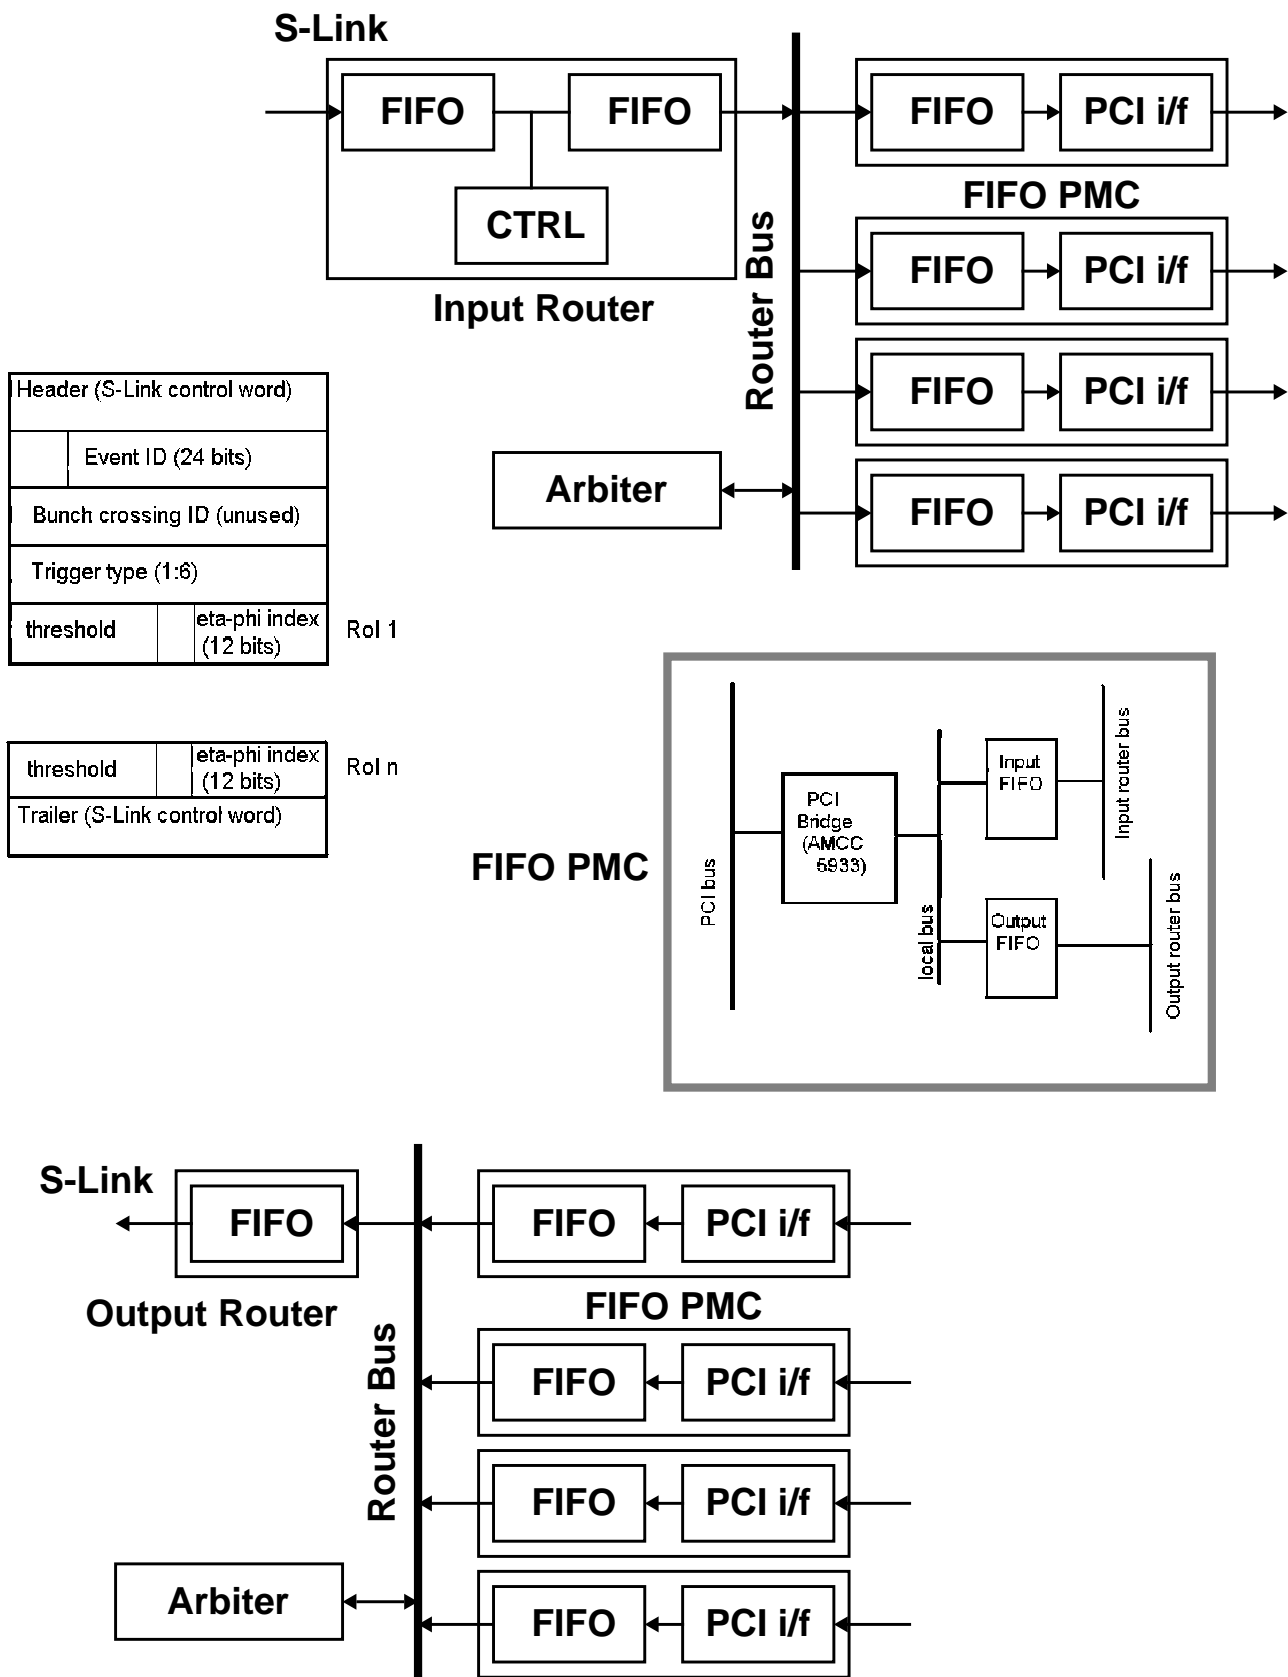 S-Link
FIFO
FIFO
CTRL
Input Router
Router Bus
FIFO
PCI i/f
FIFO PMC
FIFO
PCI i/f
FIFO
PCI i/f
FIFO
PCI i/f
Arbiter
Header (S-Link control word)
Event ID (24 bits)
Bunch crossing ID (unused)
Trigger type (1:6)
threshold
eta-phi index
(12 bits)
RoI 1
threshold
eta-phi index
(12 bits)
RoI n
Trailer (S-Link control word)
FIFO PMC
PCI bus
PCI
Bridge
(AMCC
5933)
local bus
Input
FIFO
Input router bus
Output
FIFO
Output router bus
S-Link
FIFO
Output Router
Router Bus
FIFO
PCI i/f
FIFO PMC
FIFO
PCI i/f
FIFO
PCI i/f
FIFO
PCI i/f
Arbiter